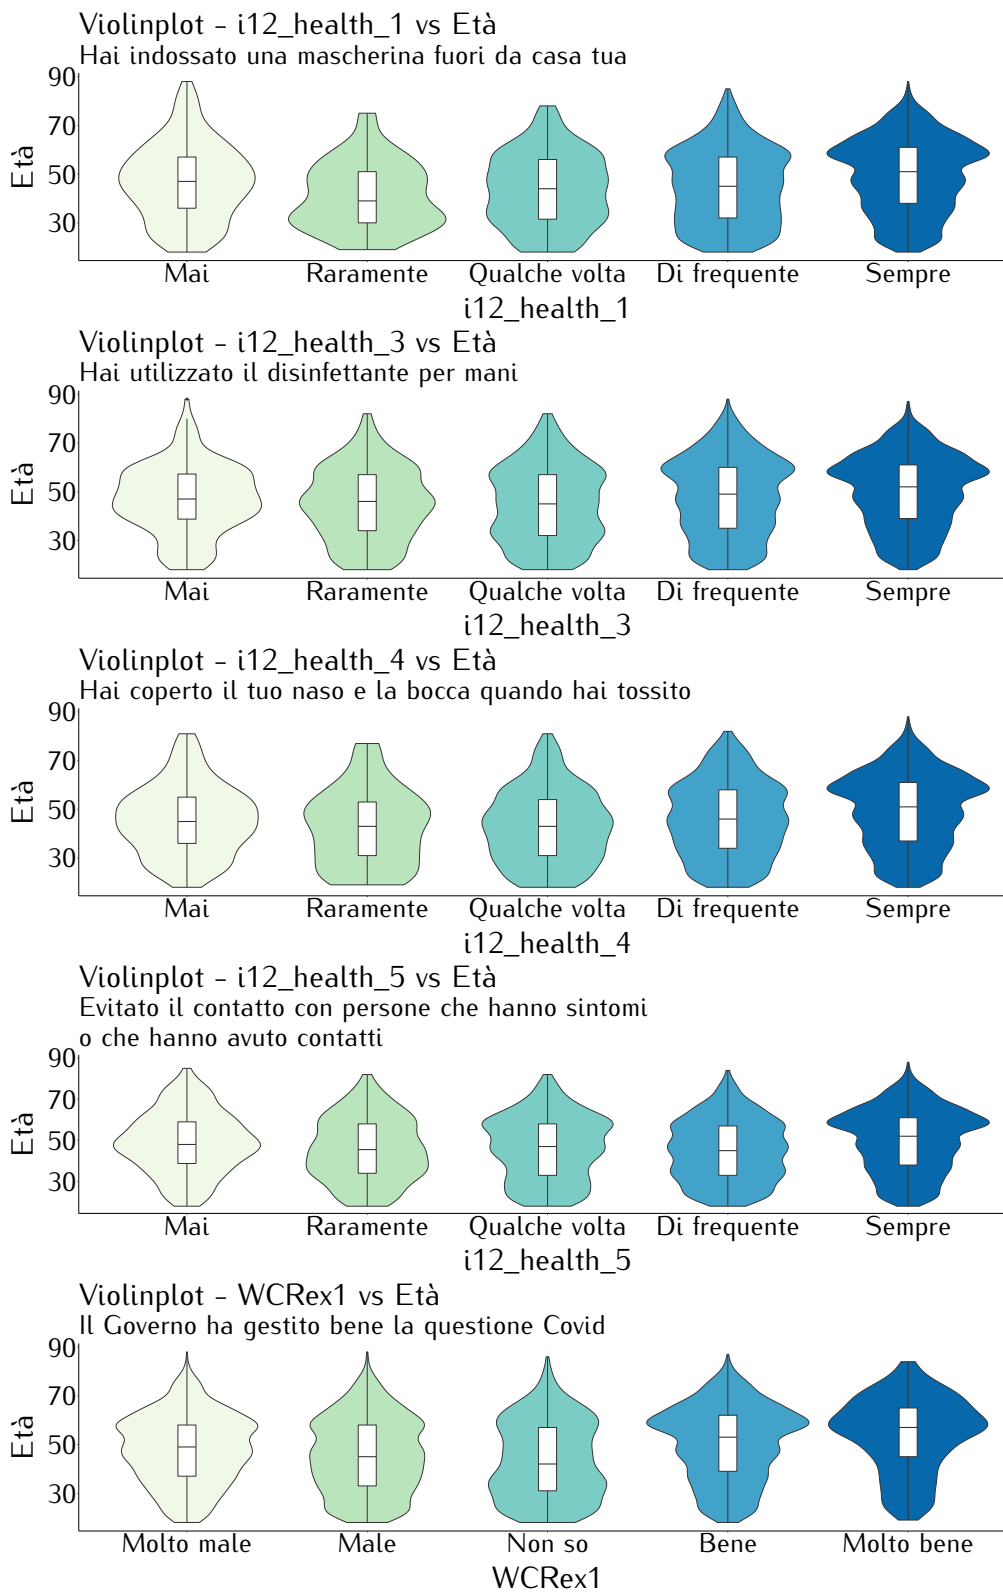 Violinplot - i12_health_1 vs Età
Hai indossato una mascherina fuori da casa tua
90
70
50
30
Età
Mai Raramente Qualche volta Di frequente Sempre
i12_health_1
Violinplot - i12_health_3 vs Età
Hai utilizzato il disinfettante per mani
90
70
50
30
Età
Mai Raramente Qualche volta Di frequente Sempre
i12_health_3
Violinplot - i12_health_4 vs Età
Hai coperto il tuo naso e la bocca quando hai tossito
90
70
50
30
Età
Mai Raramente Qualche volta Di frequente Sempre
i12_health_4
Violinplot - i12_health_5 vs Età
Evitato il contatto con persone che hanno sintomi
o che hanno avuto contatti
90
70
50
30
Età
Mai Raramente Qualche volta Di frequente Sempre
i12_health_5
Violinplot - WCRex1 vs Età
Il Governo ha gestito bene la questione Covid
90
70
50
30
Età
Molto male Male Non so Bene Molto bene
WCRex1